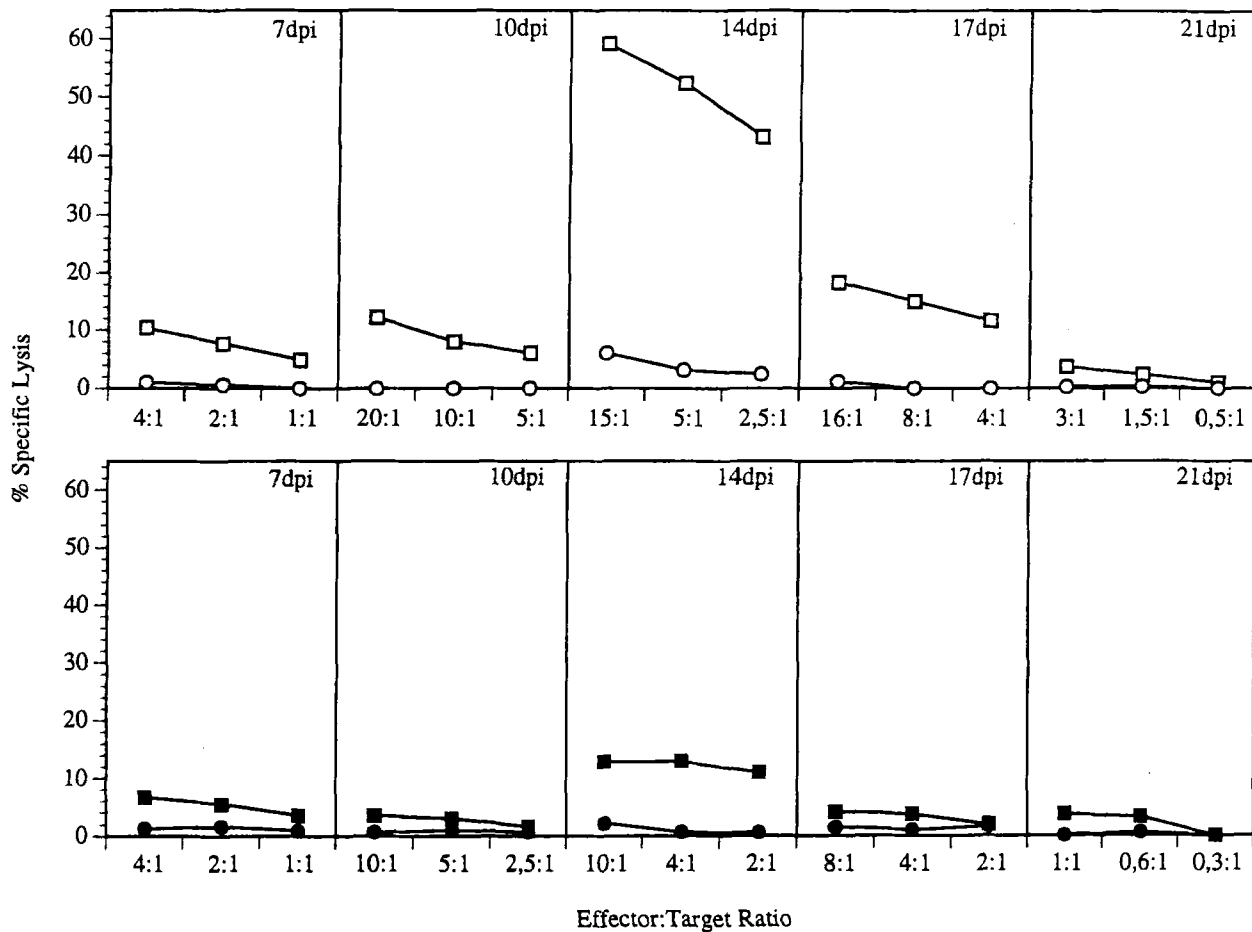 7dpi 10dpi 14dpi 17dpi 21dpi
60
50
40
30
20
10
0
4:1 2:1 1:1 20:1 10:1 5:1 15:1 5:1 2,5:1 16:1 8:1 4:1 3:1 1,5:1 0,5:1
% Specific Lysis
7dpi 10dpi 14dpi 17dpi 21dpi
60
50
40
30
20
10
0
4:1 2:1 1:1 10:1 5:1 2,5:1 10:1 4:1 2:1 8:1 4:1 2:1 1:1 0,6:1 0,3:1
Effector:Target Ratio